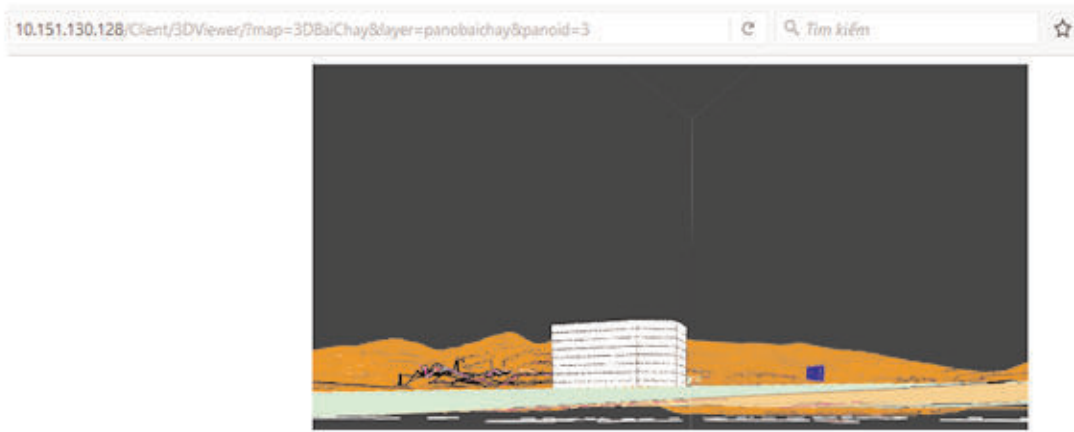 10.151.130.128/Client/3DViewer/?map=3DBaiChay&layer=panobaichay&panoid=3
Tìm kiếm